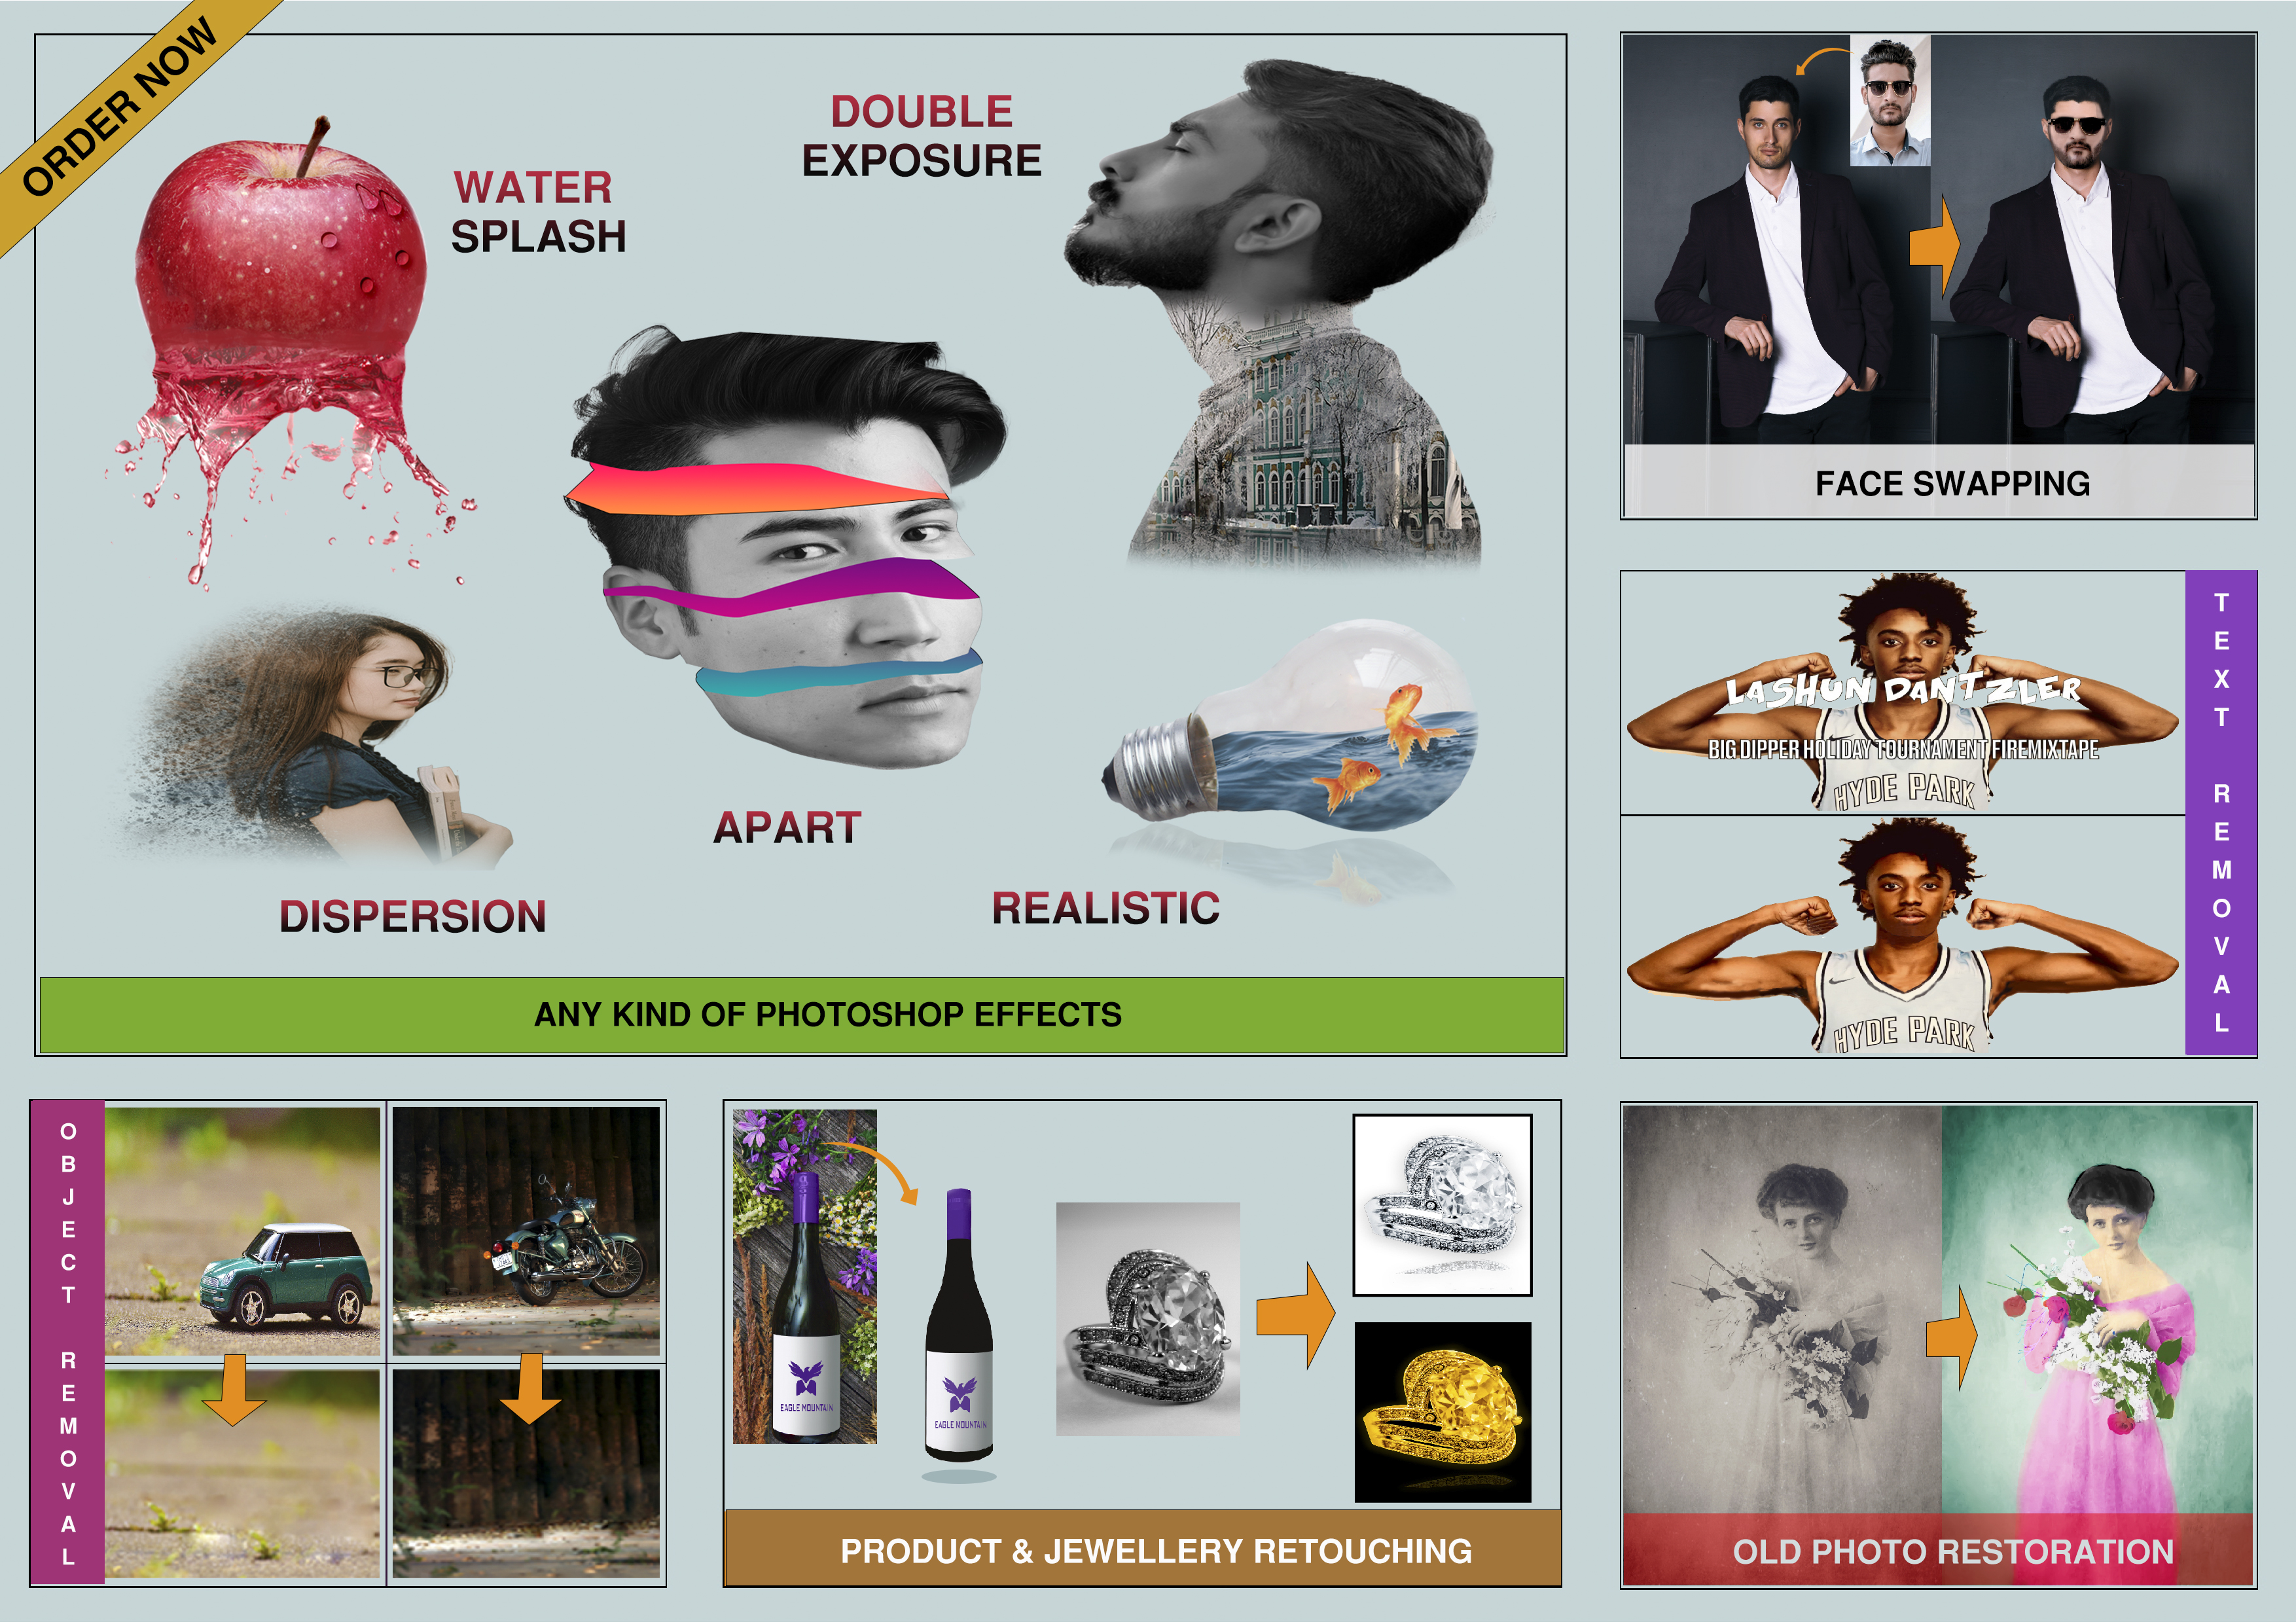 ORDER NOW
WATER
SPLASH
DOUBLE
EXPOSURE
APART
DISPERSION
REALISTIC
ANY KIND OF PHOTOSHOP EFFECTS
FACE SWAPPING
LASHUN DANTZLER
BIG DIPPER HOLIDAY TOURNAMENT FIREMIXTAPE
HYDE PARK
HYDE PARK
TEXT REMOVAL
OBJECT REMOVAL
EAGLE MOUNTAIN
EAGLE MOUNTAIN
PRODUCT & JEWELLERY RETOUCHING
OLD PHOTO RESTORATION